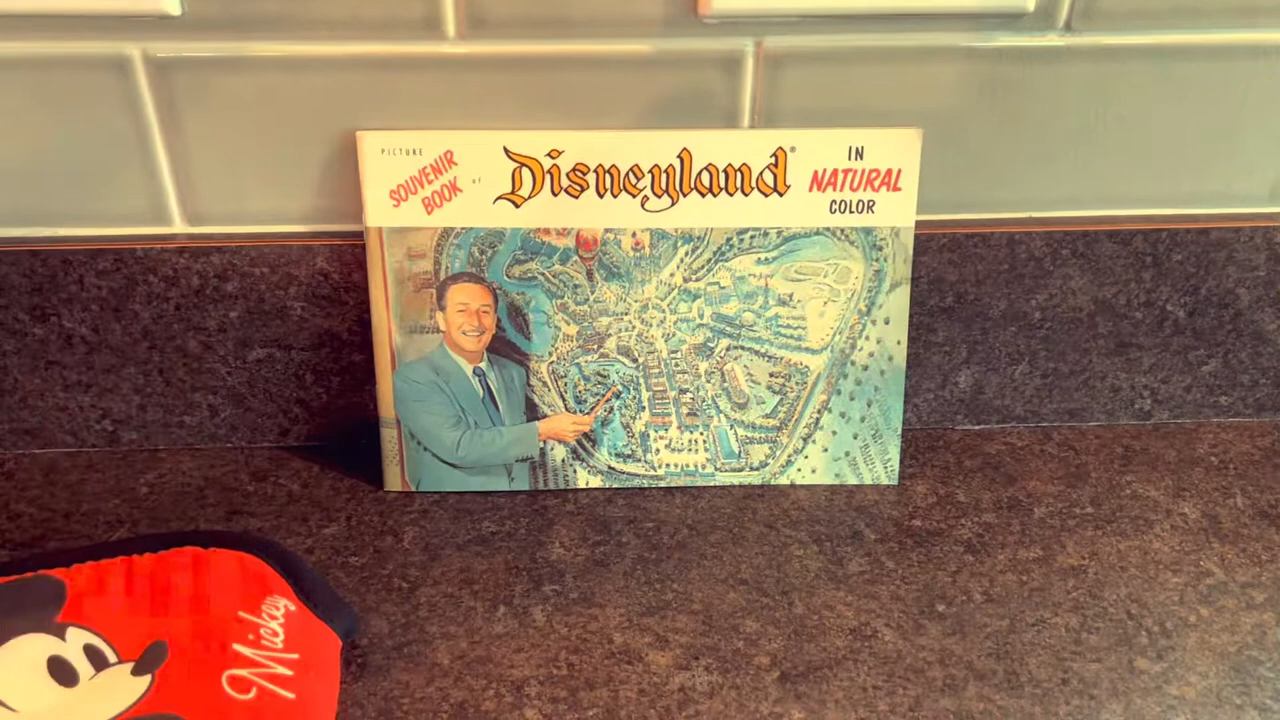 PICTURE
SOUVENIR
BOOK of
Disneyland®
IN
NATURAL
COLOR
Mickey